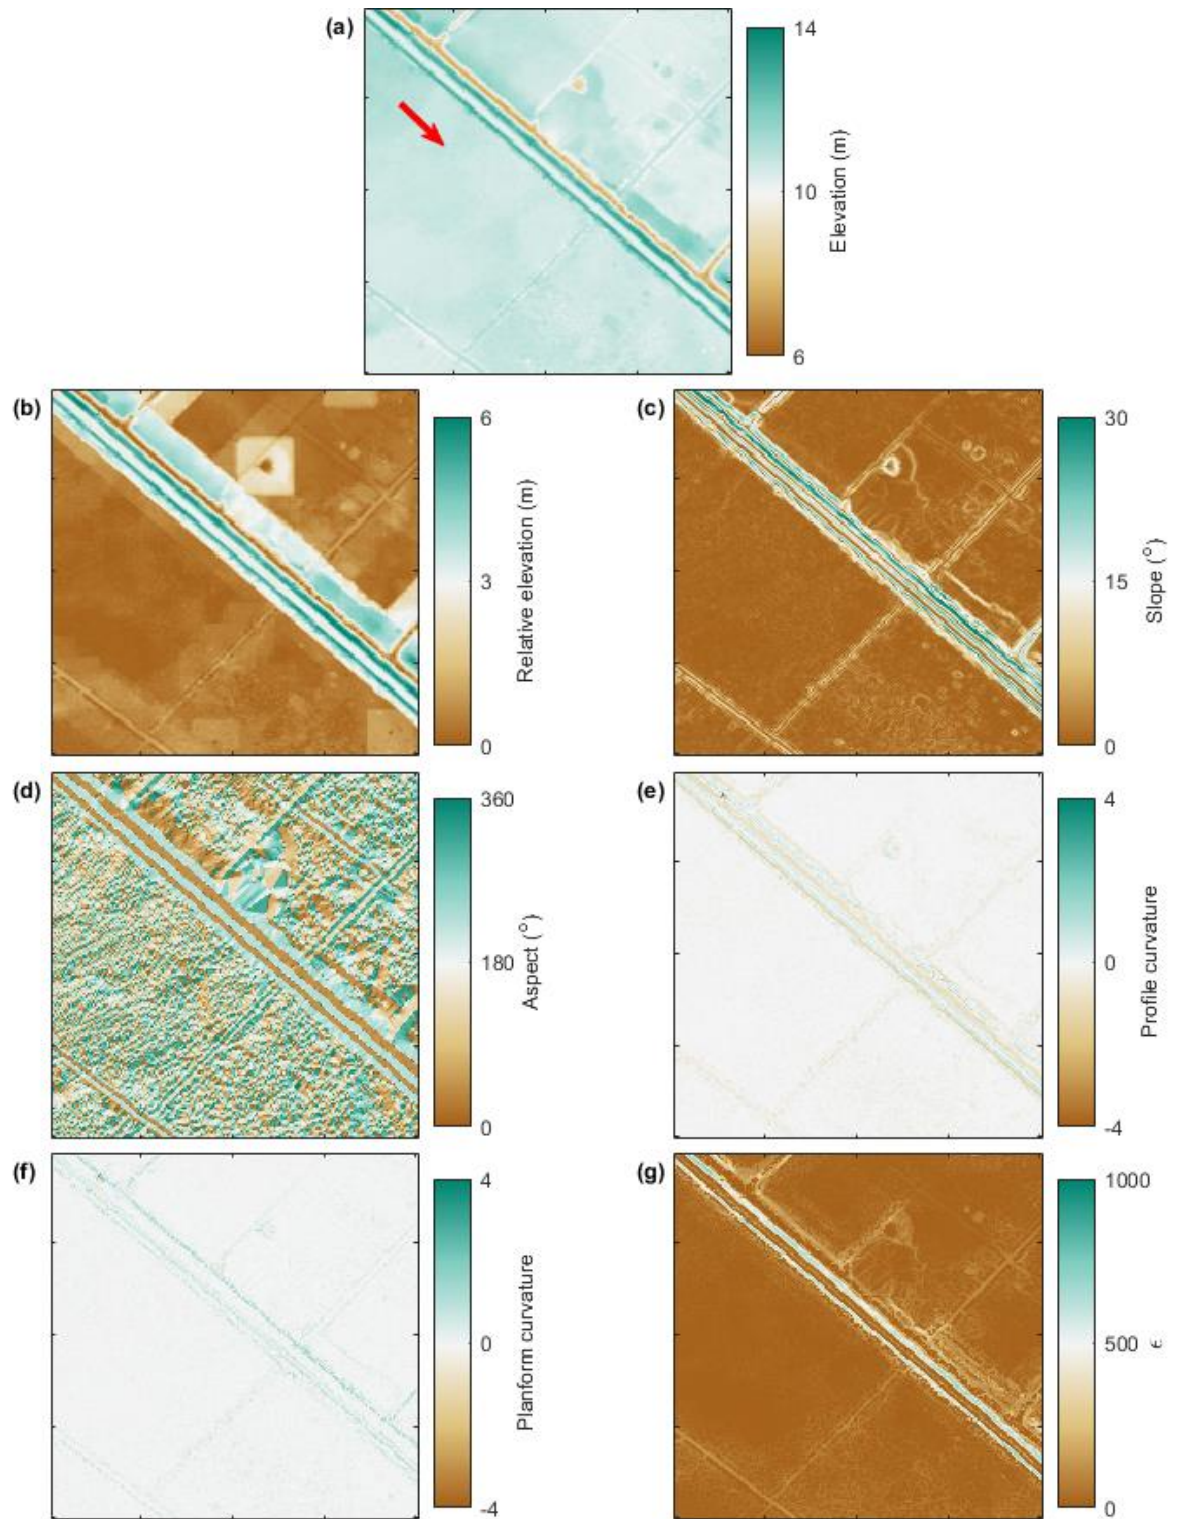 (a)
14
10
6
Elevation (m)
(b)
6
3
0
Relative elevation (m)
(c)
30
15
0
Slope (°)
(d)
360
180
0
Aspect (°)
(e)
4
0
-4
Profile curvature
(f)
4
0
-4
Planform curvature
(g)
1000
500
0
ϵ